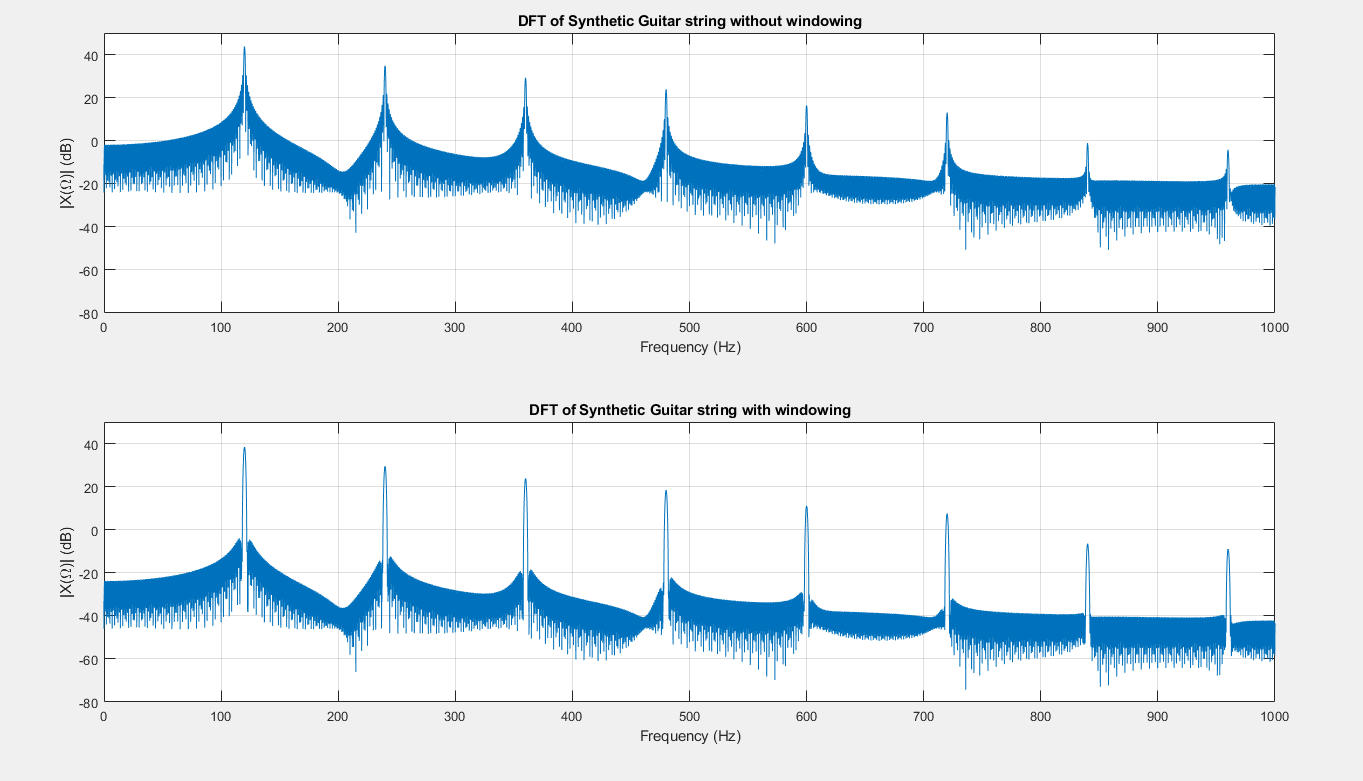 DFT of Synthetic Guitar string without windowing
40
20
0
-20
-40
-60
-80
|X(Ω)| (dB)
0 100 200 300 400 500 600 700 800 900 1000
Frequency (Hz)
DFT of Synthetic Guitar string with windowing
40
20
0
-20
-40
-60
-80
|X(Ω)| (dB)
0 100 200 300 400 500 600 700 800 900 1000
Frequency (Hz)